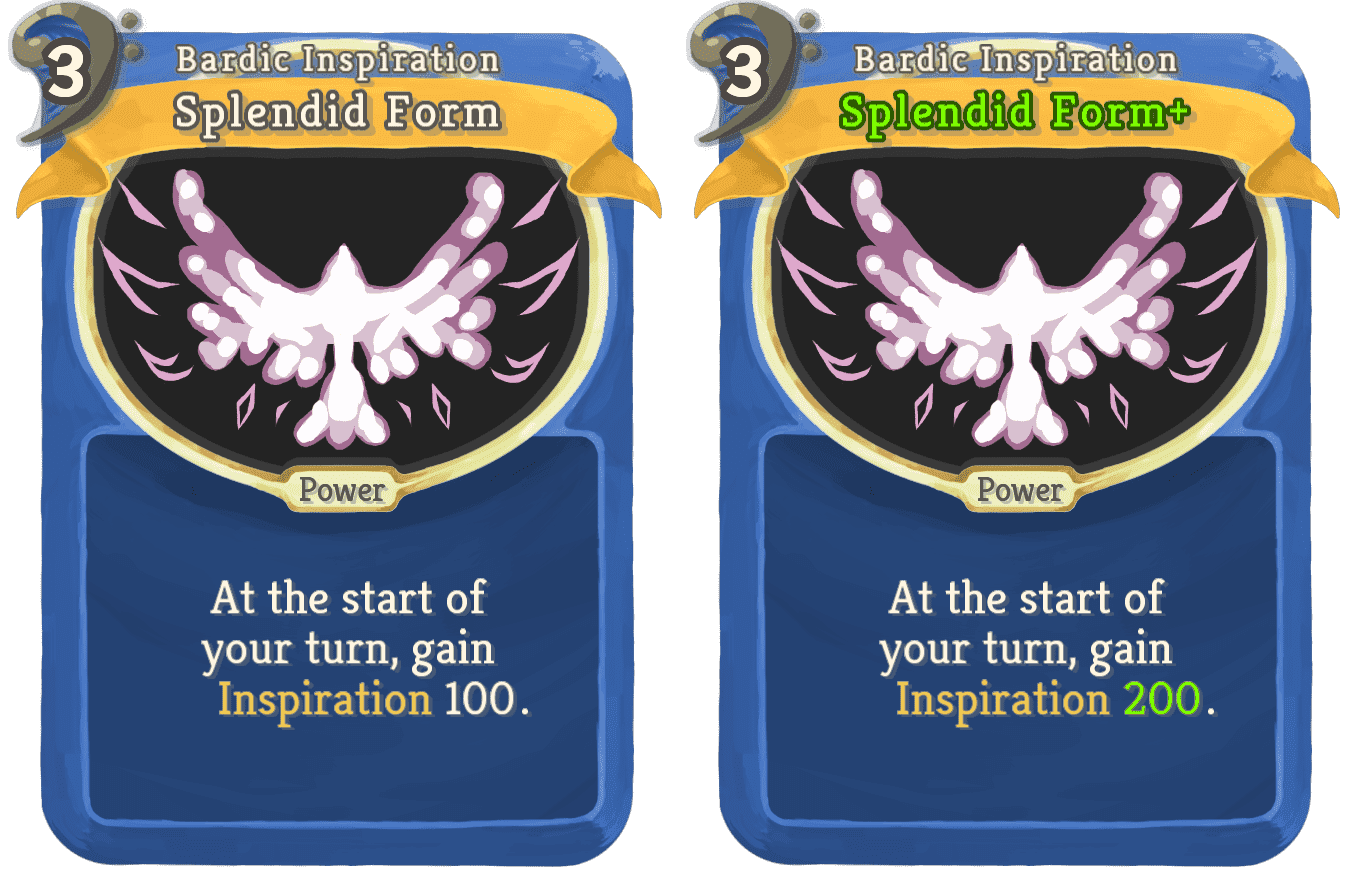 3
Bardic Inspiration
Splendid Form
Power
At the start of
your turn, gain
Inspiration 100.
3
Bardic Inspiration
Splendid Form+
Power
At the start of
your turn, gain
Inspiration 200.